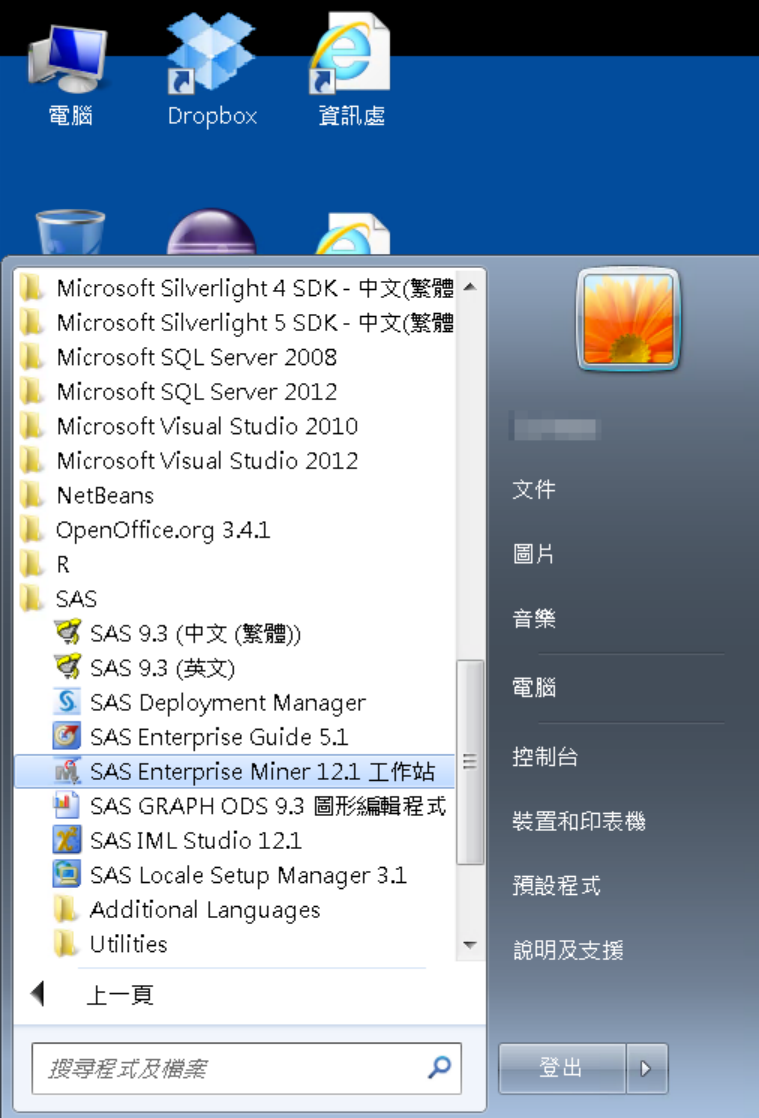 電腦
Dropbox
資訊處
Microsoft Silverlight 4 SDK - 中文(繁體
Microsoft Silverlight 5 SDK - 中文(繁體
Microsoft SQL Server 2008
Microsoft SQL Server 2012
Microsoft Visual Studio 2010
Microsoft Visual Studio 2012
NetBeans
OpenOffice.org 3.4.1
R
SAS
SAS 9.3 (中文 (繁體))
SAS 9.3 (英文)
SAS Deployment Manager
SAS Enterprise Guide 5.1
SAS Enterprise Miner 12.1 工作站
SAS GRAPH ODS 9.3 圖形編輯程式
SAS IML Studio 12.1
SAS Locale Setup Manager 3.1
Additional Languages
Utilities
上一頁
搜尋程式及檔案
文件
圖片
音樂
電腦
控制台
裝置和印表機
預設程式
說明及支援
登出